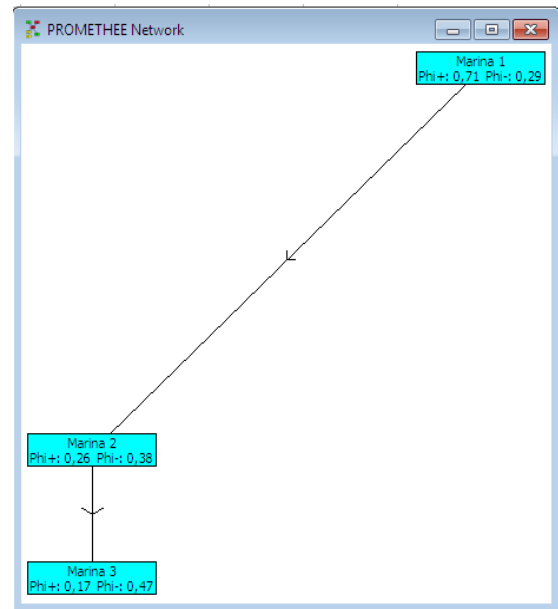 PROMETHEE Network
Marina 1
Phi+: 0,71 Phi-: 0,29
Marina 2
Phi+: 0,26 Phi-: 0,38
Marina 3
Phi+: 0,17 Phi-: 0,47